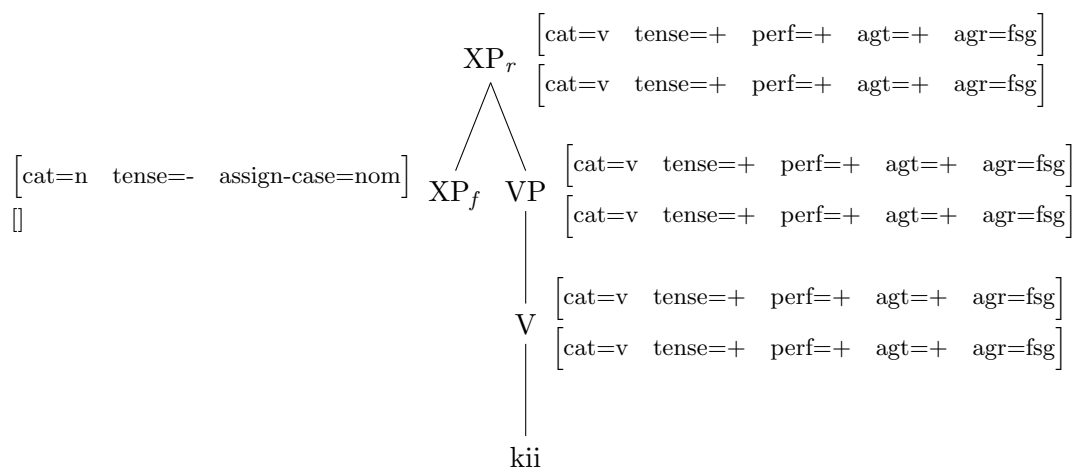 [cat=v tense=+ perf=+ agt=+ agr=fsg]
XP_r
[cat=v tense=+ perf=+ agt=+ agr=fsg]
[cat=n tense=- assign-case=nom]
[]
XP_f
VP
[cat=v tense=+ perf=+ agt=+ agr=fsg]
[cat=v tense=+ perf=+ agt=+ agr=fsg]
V
[cat=v tense=+ perf=+ agt=+ agr=fsg]
[cat=v tense=+ perf=+ agt=+ agr=fsg]
kii